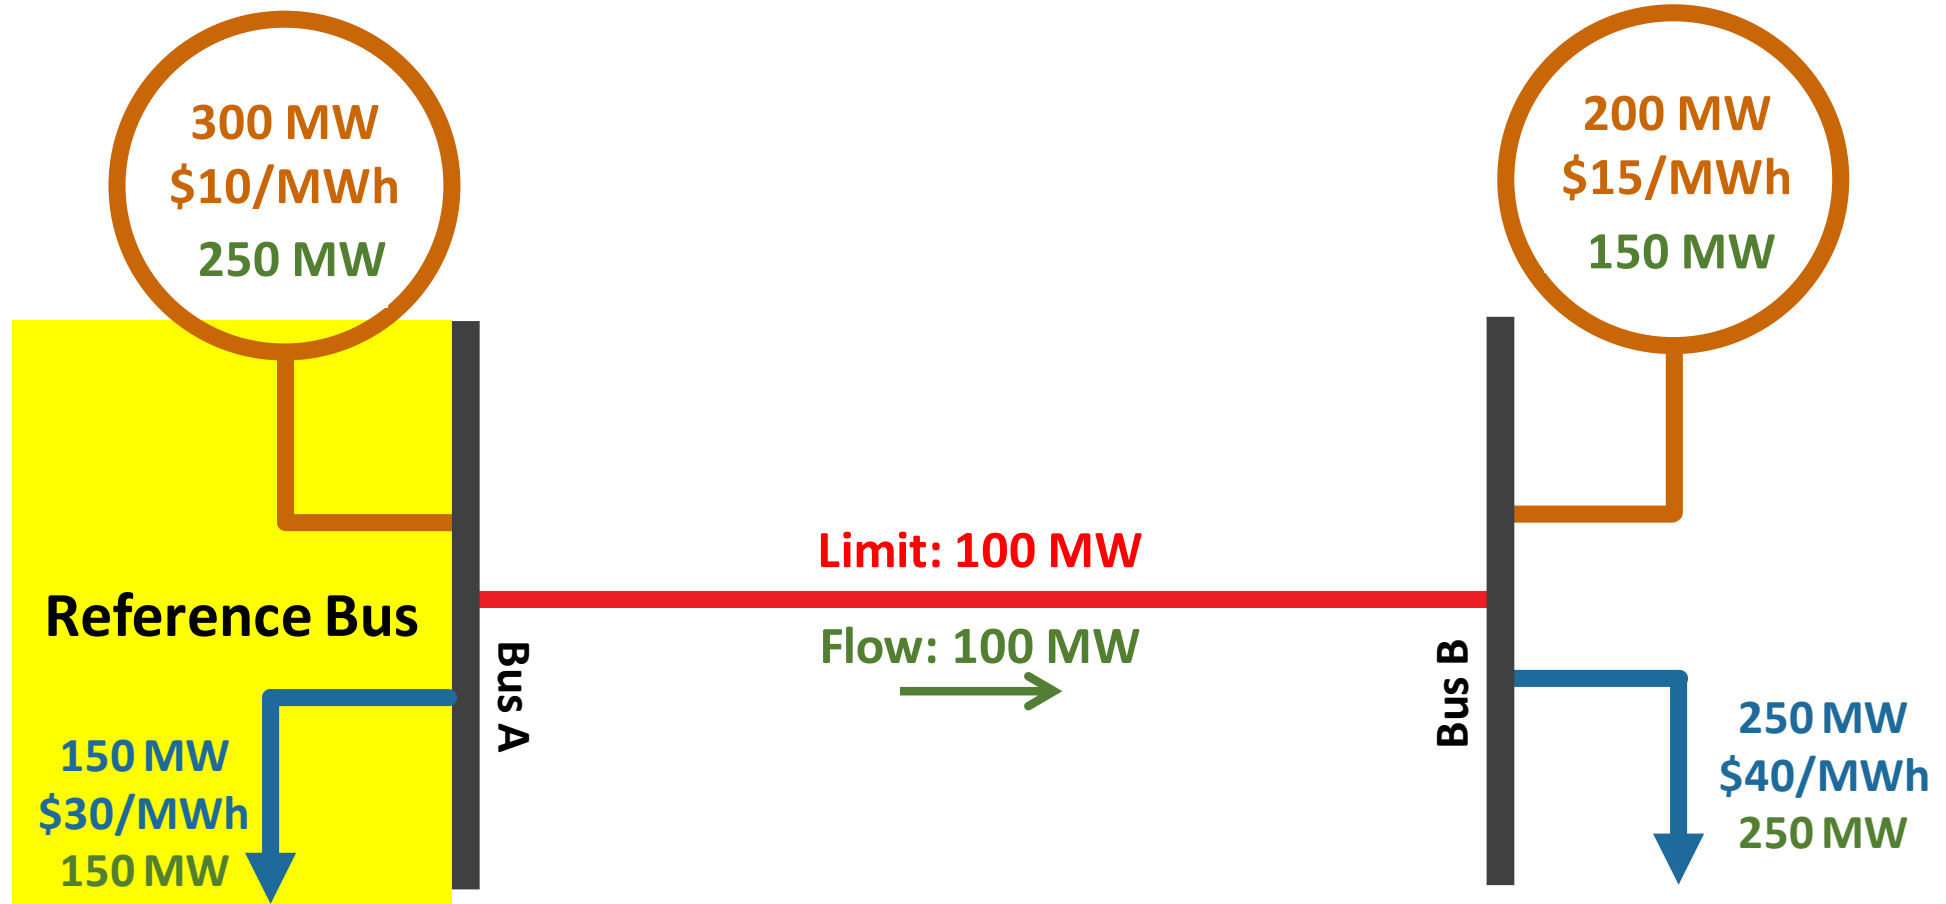 300 MW
$10/MWh
250 MW
200 MW
$15/MWh
150 MW
Reference Bus
Bus A
Limit: 100 MW
Flow: 100 MW
Bus B
150 MW
$30/MWh
150 MW
250 MW
$40/MWh
250 MW